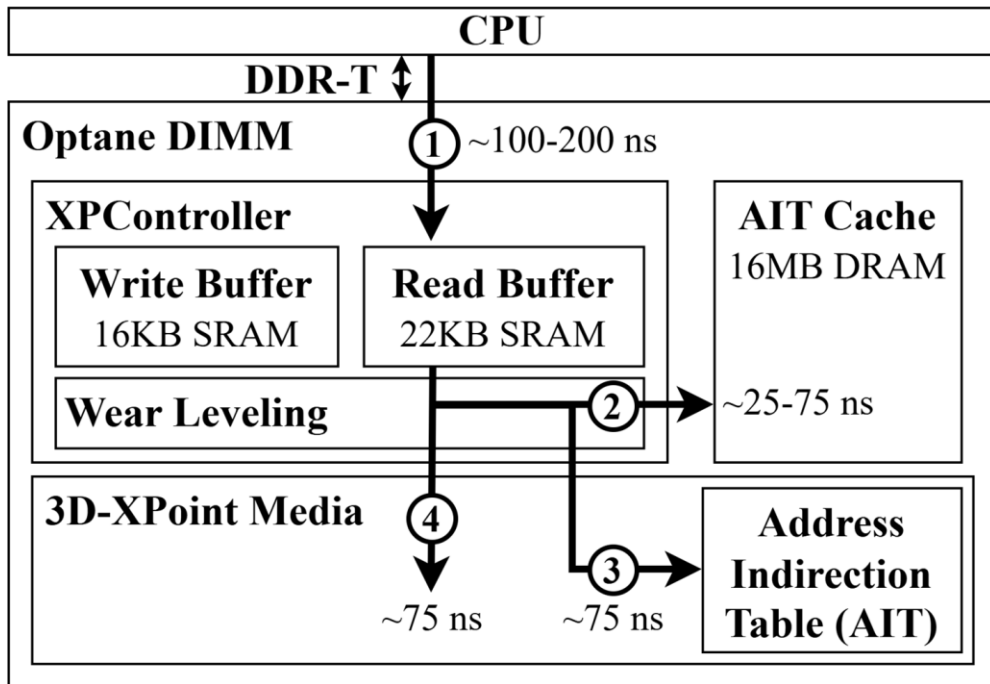 CPU
DDR-T
Optane DIMM
1
~100-200 ns
XPController
Write Buffer
16KB SRAM
Read Buffer
22KB SRAM
AIT Cache
16MB DRAM
Wear Leveling
2
~25-75 ns
3D-XPoint Media
4
~75 ns
3
~75 ns
Address
Indirection
Table (AIT)